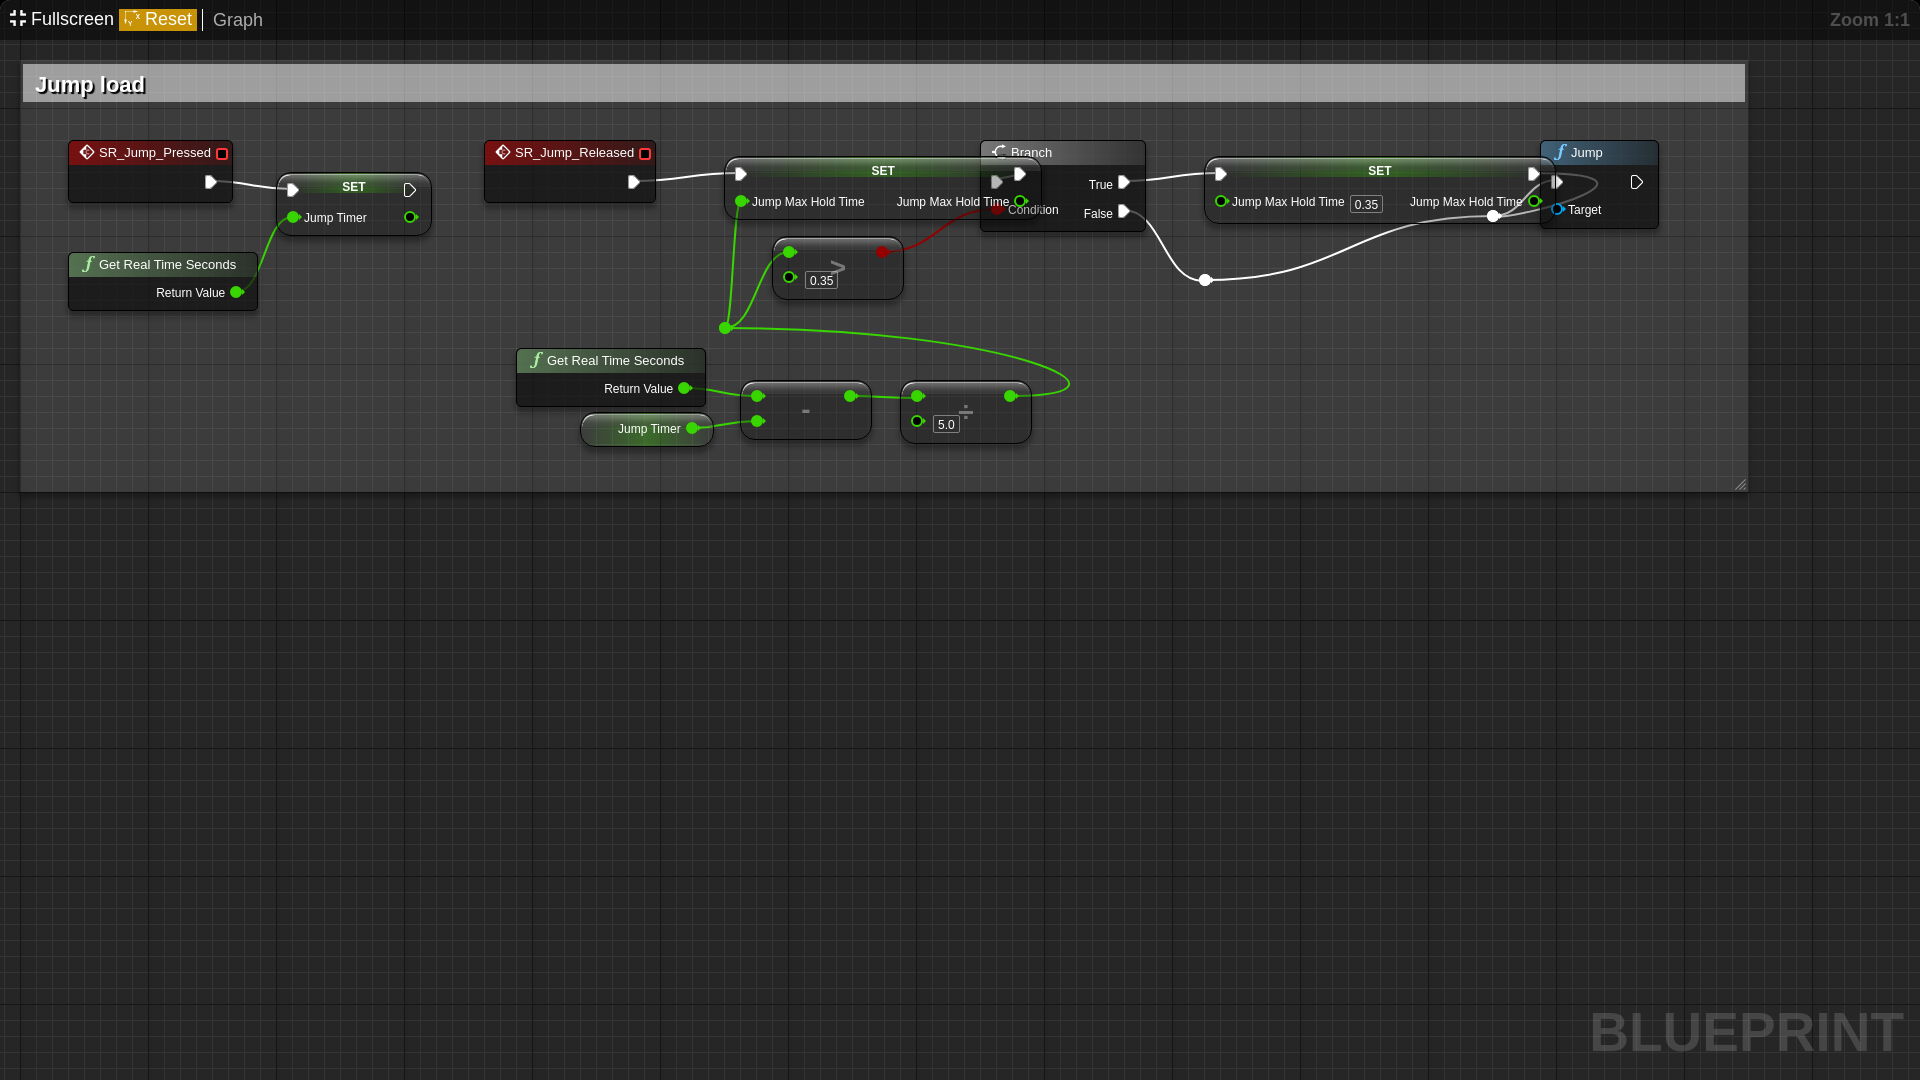 Fullscreen Reset Graph Zoom 1:1
Jump load
SR_Jump_Pressed
SET
Jump Timer
Get Real Time Seconds
Return Value
SR_Jump_Released
SET
Jump Max Hold Time Jump Max Hold Time
Branch
True
Condition
False
>
0.35
SET
Jump Max Hold Time 0.35 Jump Max Hold Time
Jump
Target
Get Real Time Seconds
Return Value
Jump Timer
-
÷
5.0
BLUEPRINT